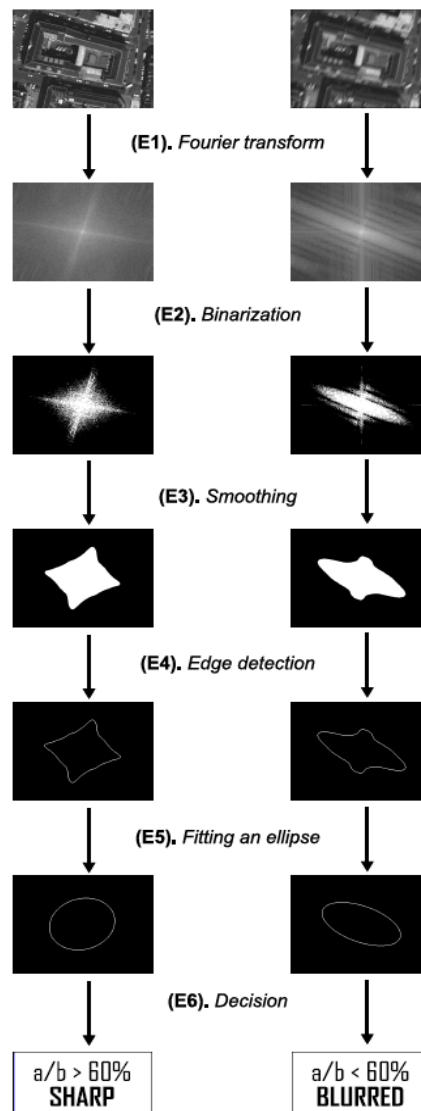 (E1). Fourier transform
(E2). Binarization
(E3). Smoothing
(E4). Edge detection
(E5). Fitting an ellipse
(E6). Decision
a/b > 60%
SHARP
a/b < 60%
BLURRED